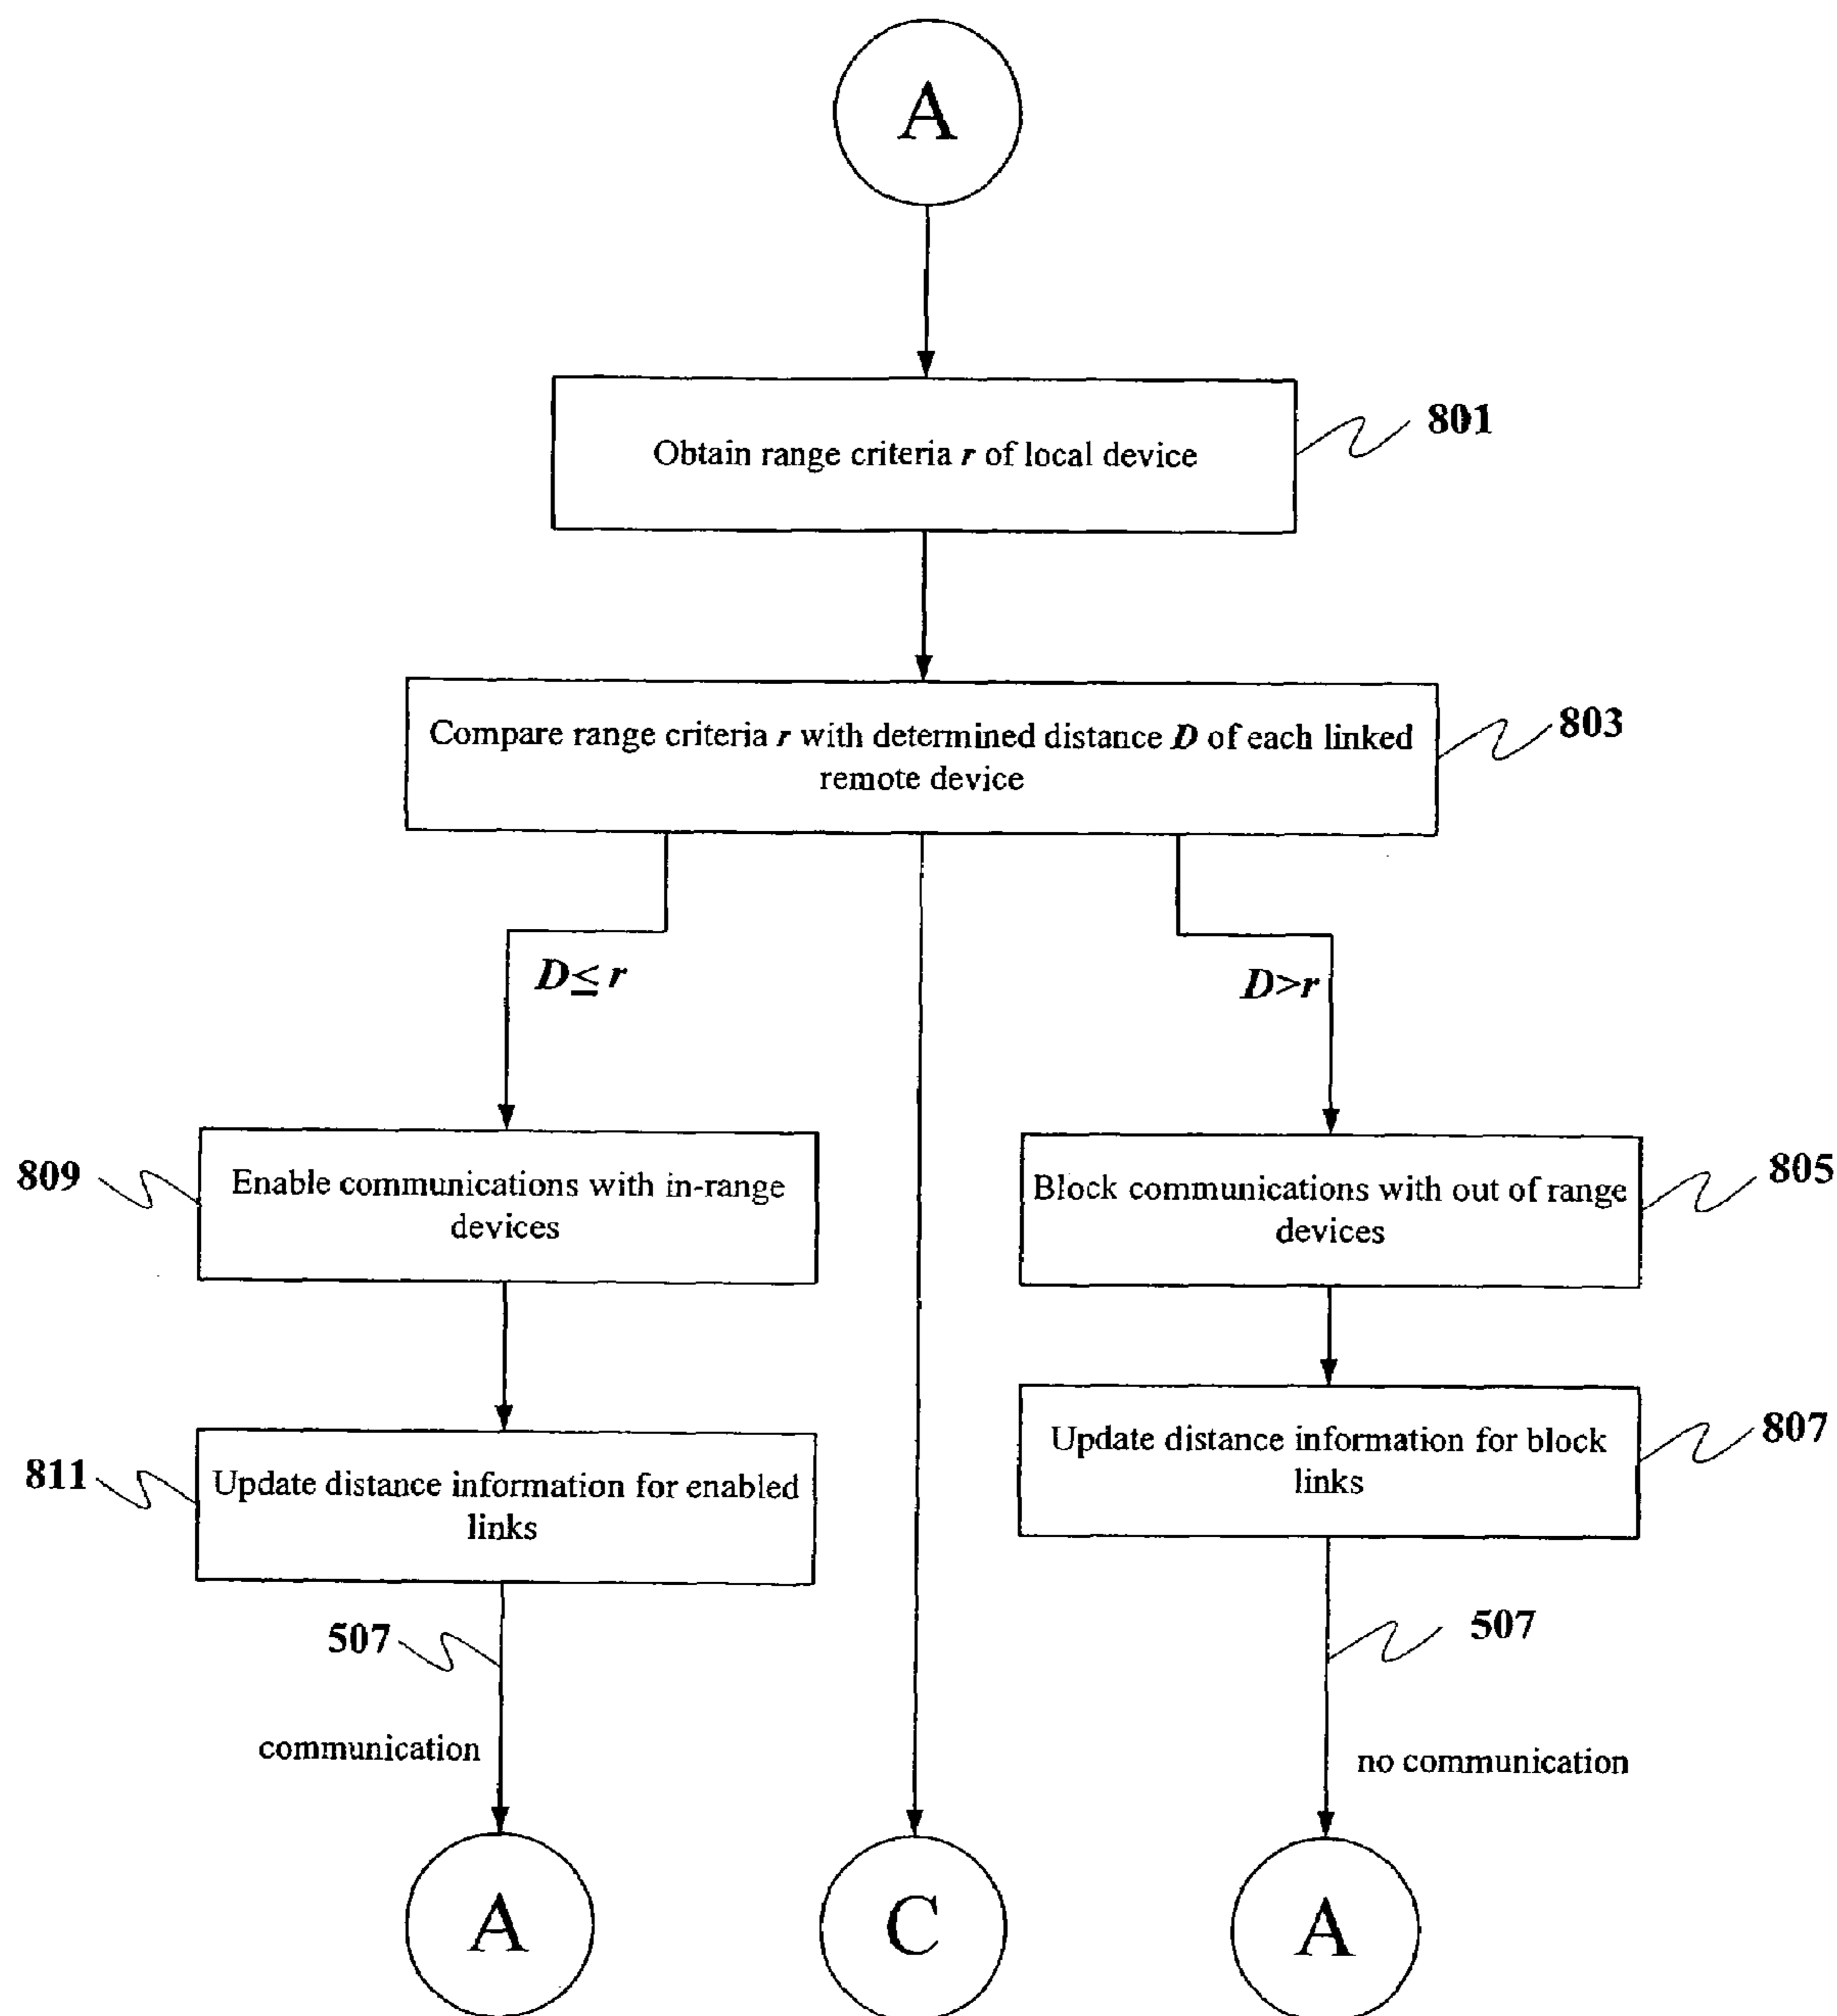 A
Obtain range criteria r of local device
801
Compare range criteria r with determined distance D of each linked
remote device
803
D≤ r
D>r
809
Enable communications with in-range
devices
Block communications with out of range
devices
805
811
Update distance information for enabled
links
Update distance information for block
links
807
507
507
communication
no communication
A
C
A